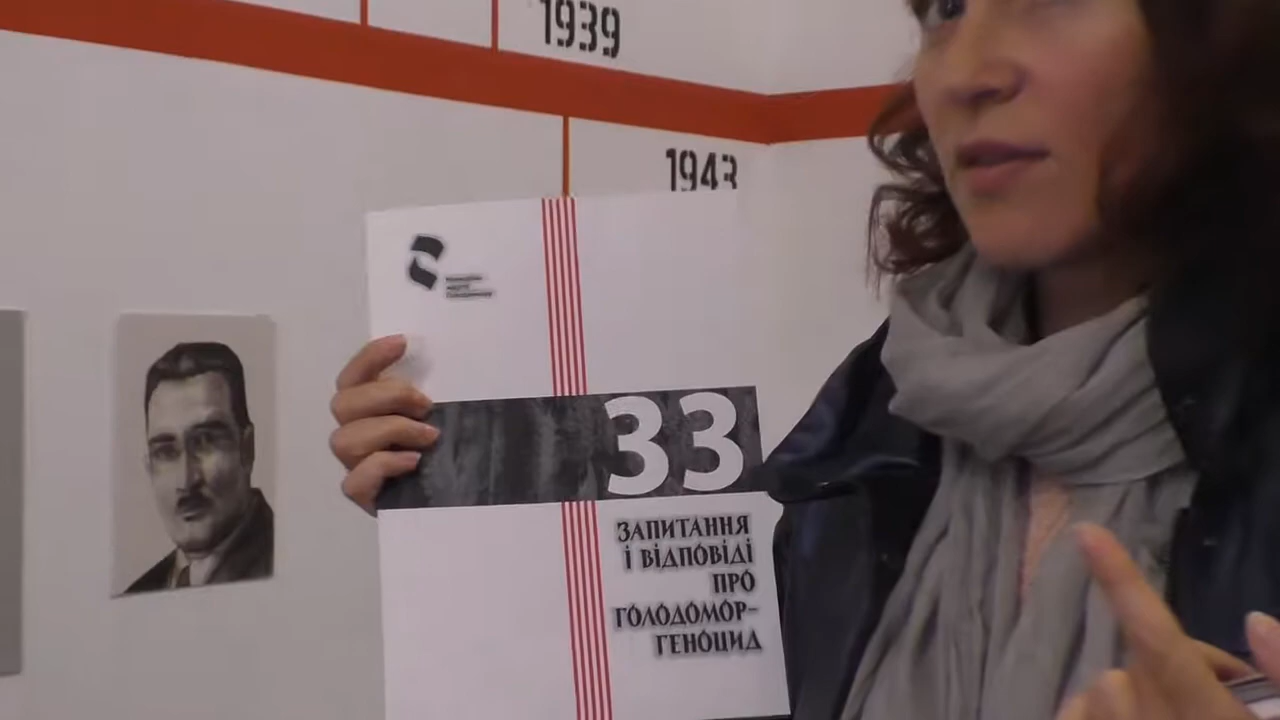 1939
1943
33
ЗАПИТАННЯ
І ВІДПОВІДІ
ПРО
ГОЛОДОМОР–
ГЕНОЦИД